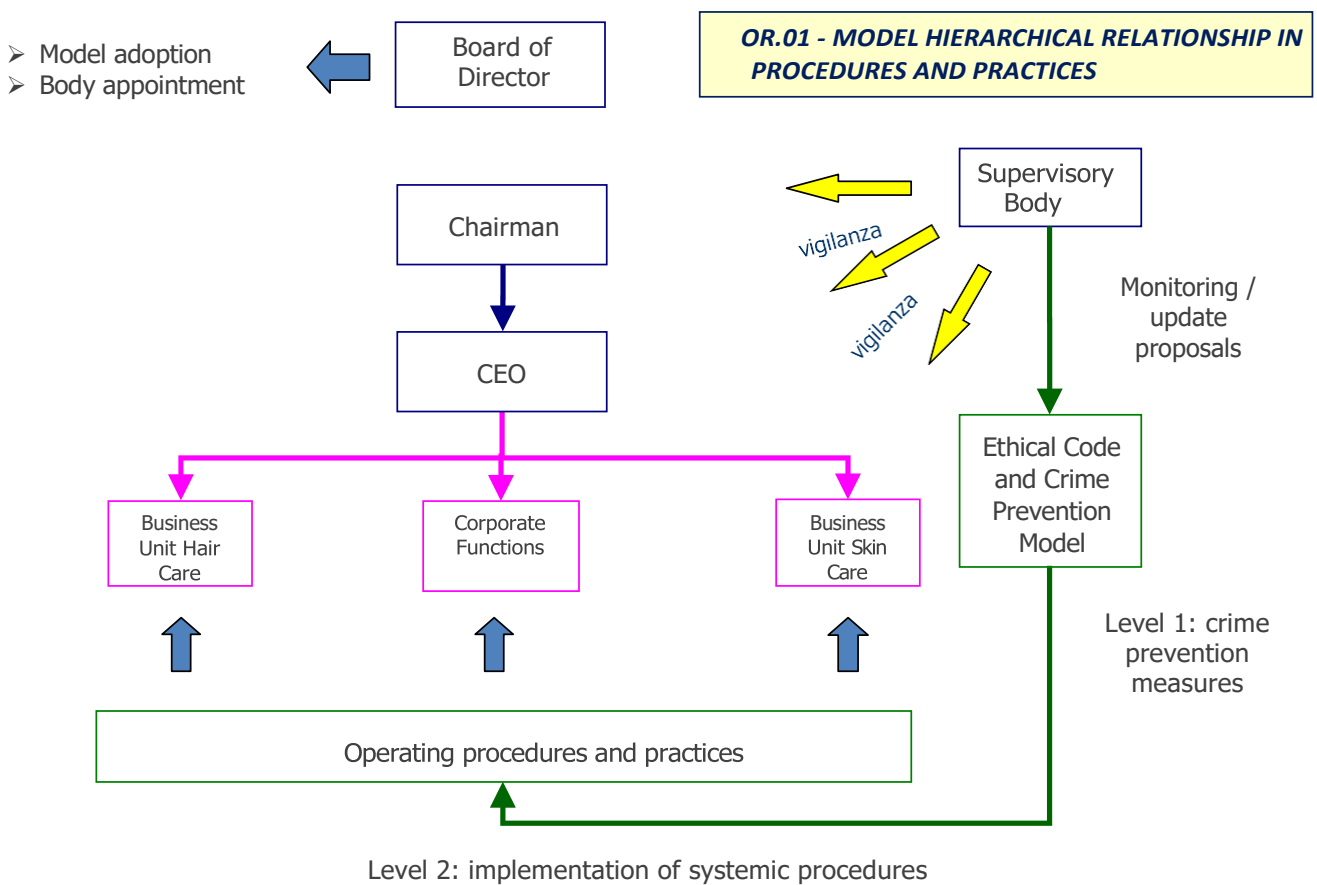 ➢ Model adoption
➢ Body appointment
Board of
Director
OR.01 - MODEL HIERARCHICAL RELATIONSHIP IN
PROCEDURES AND PRACTICES
Supervisory
Body
Chairman
vigilanza
vigilanza
Monitoring /
update
proposals
CEO
Ethical Code
and Crime
Prevention
Model
Business
Unit Hair
Care
Corporate
Functions
Business
Unit Skin
Care
Level 1: crime
prevention
measures
Operating procedures and practices
Level 2: implementation of systemic procedures